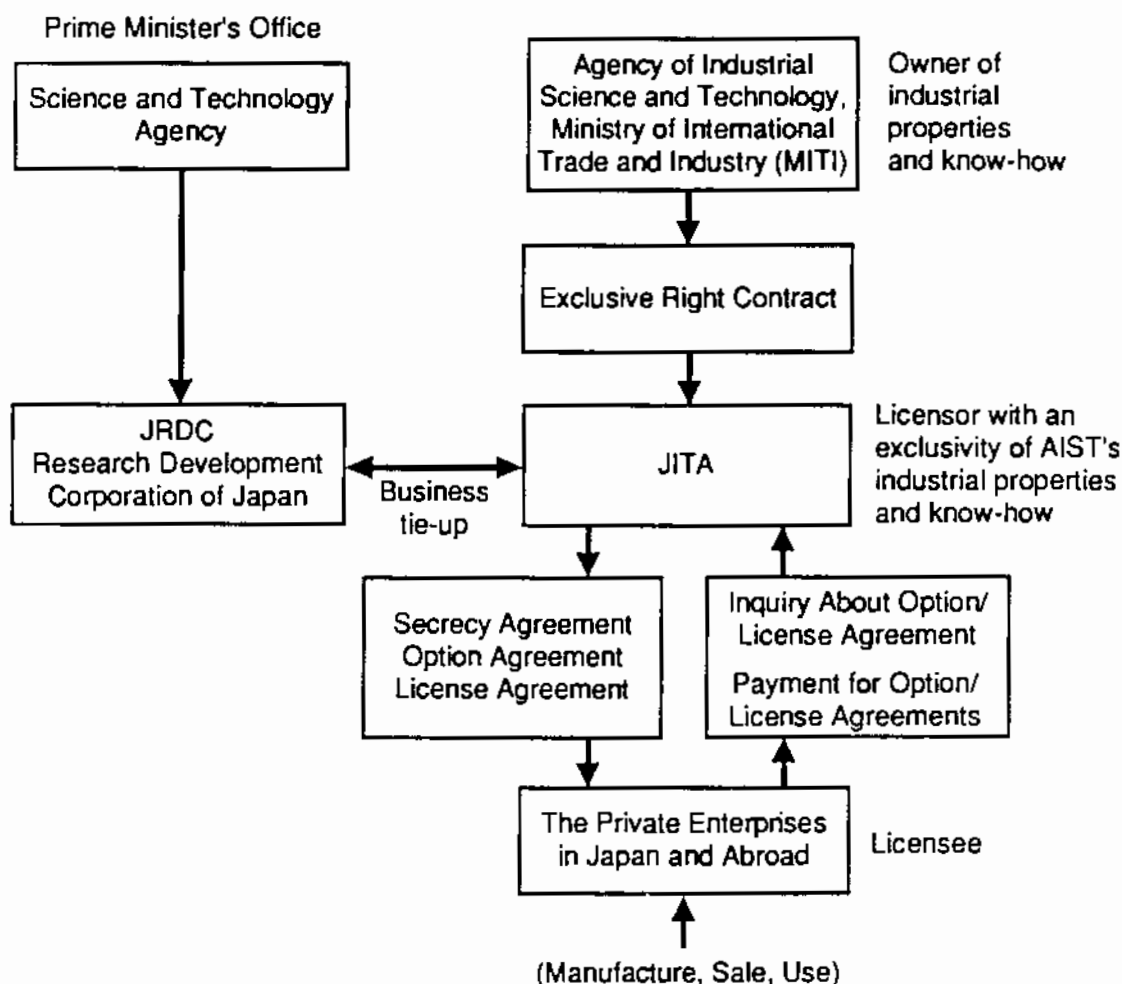 Prime Minister's Office
Science and Technology
Agency
Agency of Industrial
Science and Technology,
Ministry of International
Trade and Industry (MITI)
Owner of
industrial
properties
and know-how
Exclusive Right Contract
JRDC
Research Development
Corporation of Japan
Business
tie-up
JITA
Licensor with an
exclusivity of AIST's
industrial properties
and know-how
Secrecy Agreement
Option Agreement
License Agreement
Inquiry About Option/
License Agreement
Payment for Option/
License Agreements
The Private Enterprises
in Japan and Abroad
Licensee
(Manufacture, Sale, Use)